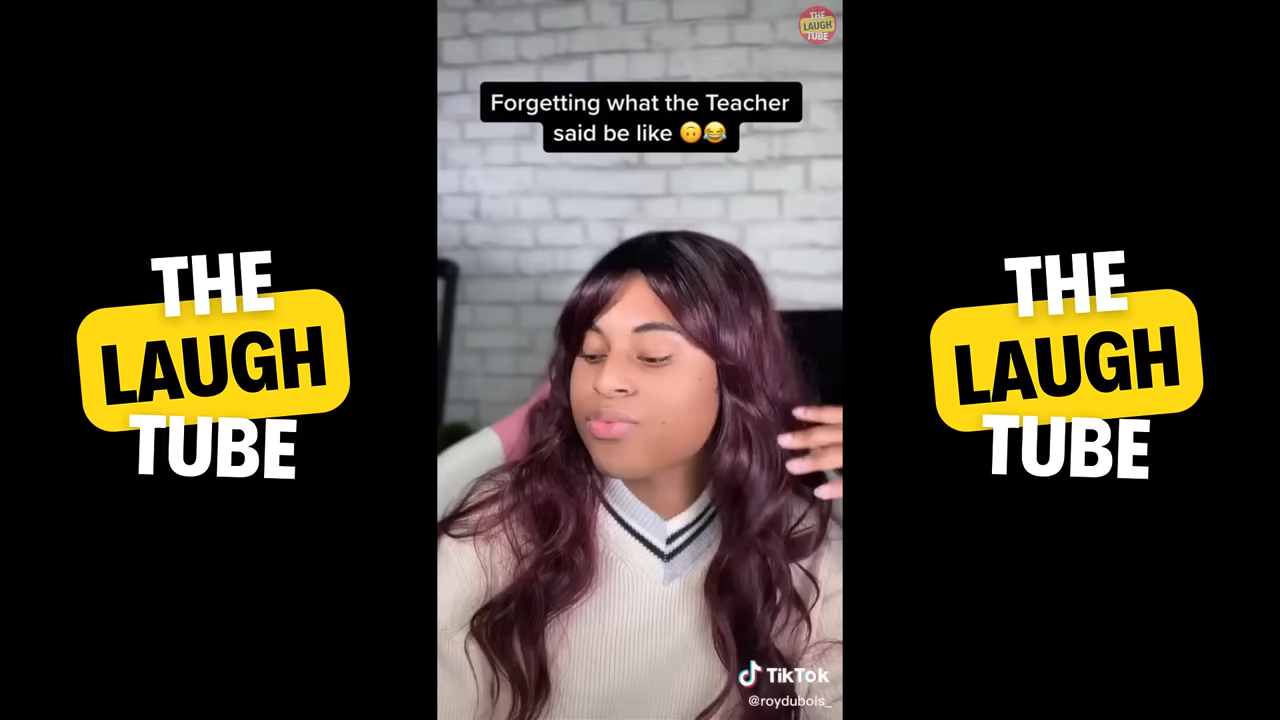 THE
LAUGH
TUBE
Forgetting what the Teacher
said be like 🙃😂
THE
LAUGH
TUBE
THE
LAUGH
TUBE
TikTok
@roydubois_